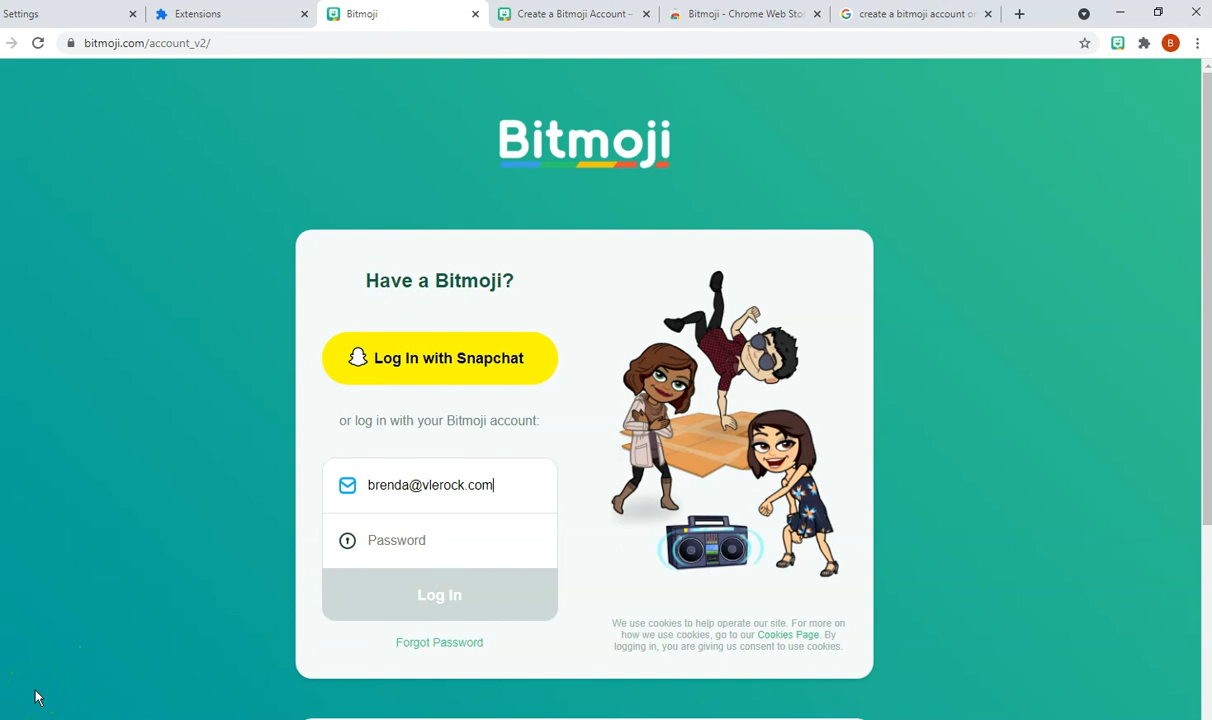 Settings
Extensions
Bitmoji
Create a Bitmoji Account –
Bitmoji - Chrome Web Sto
create a bitmoji account o
bitmoji.com/account_v2/
B
Bitmoji
Have a Bitmoji?
Log In with Snapchat
or log in with your Bitmoji account:
brenda@vlerock.com
Password
Log In
Forgot Password
We use cookies to help operate our site. For more on
how we use cookies, go to our Cookies Page. By
logging in, you are giving us consent to use cookies.